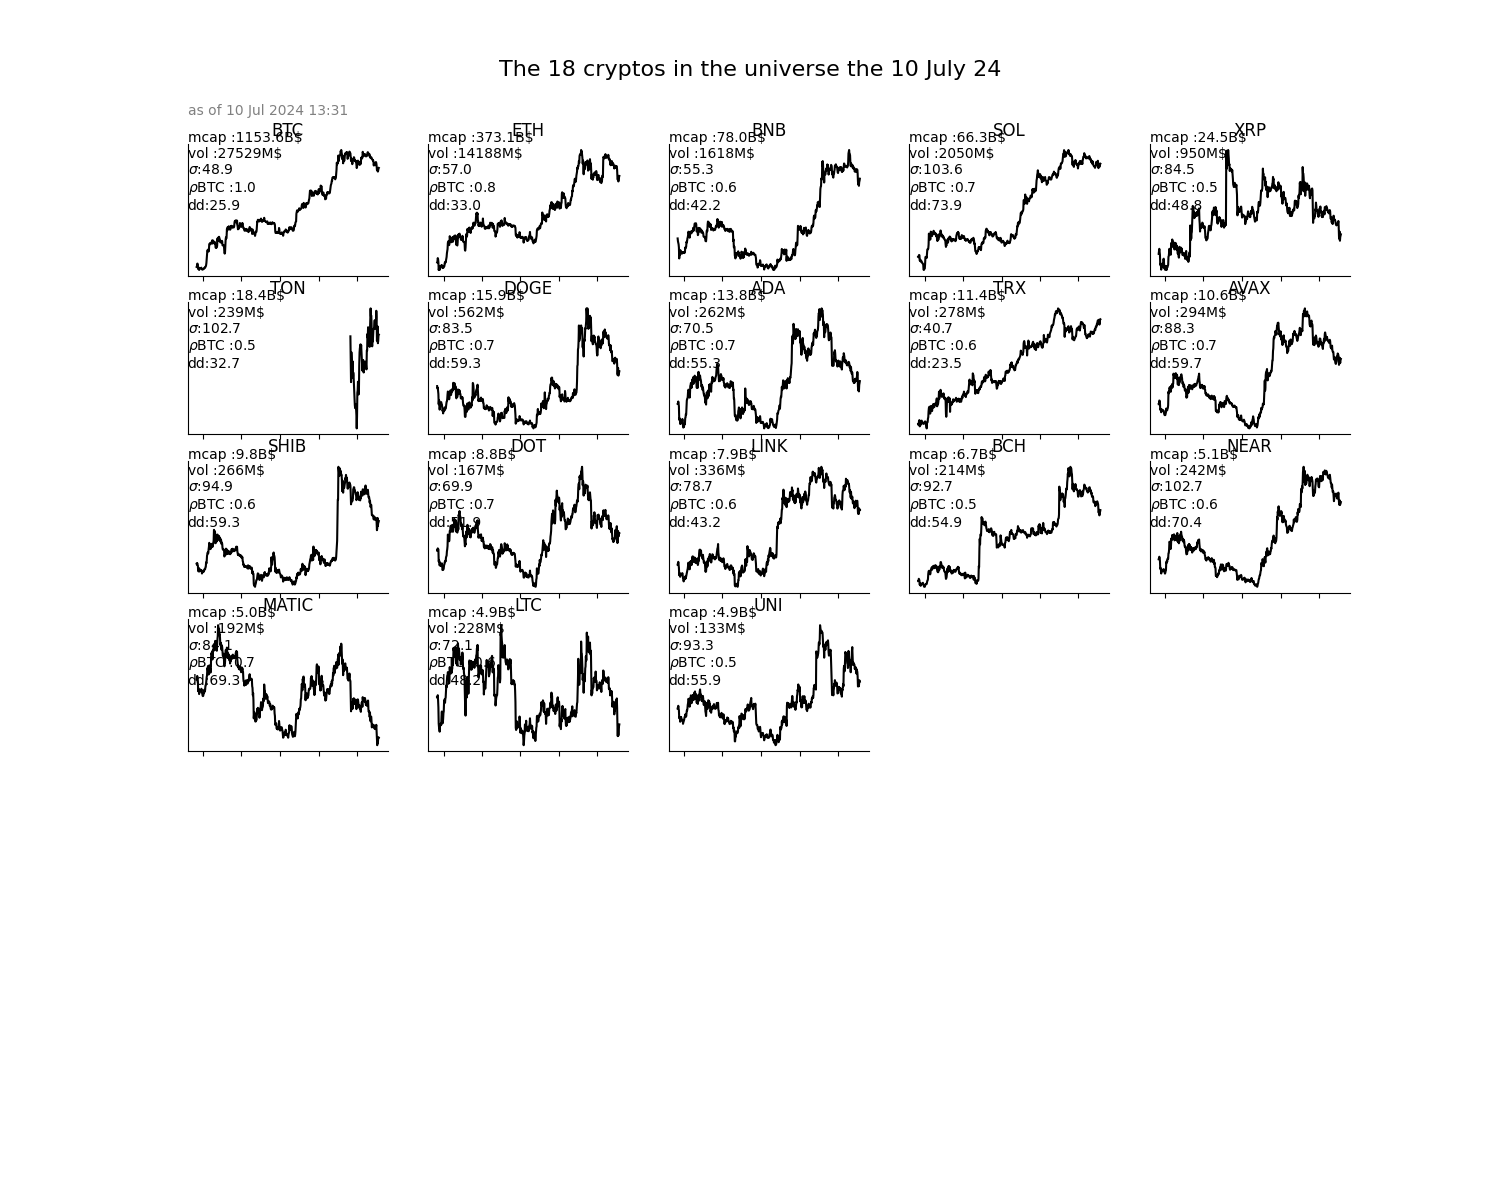 The 18 cryptos in the universe the 10 July 24
as of 10 Jul 2024 13:31
BTC
mcap :1153.6B$
vol :27529M$
σ:48.9
ρBTC :1.0
dd:25.9
ETH
mcap :373.1B$
vol :14188M$
σ:57.0
ρBTC :0.8
dd:33.0
BNB
mcap :78.0B$
vol :1618M$
σ:55.3
ρBTC :0.6
dd:42.2
SOL
mcap :66.3B$
vol :2050M$
σ:103.6
ρBTC :0.7
dd:73.9
XRP
mcap :24.5B$
vol :950M$
σ:84.5
ρBTC :0.5
dd:48.8
TON
mcap :18.4B$
vol :239M$
σ:102.7
ρBTC :0.5
dd:32.7
DOGE
mcap :15.9B$
vol :562M$
σ:83.5
ρBTC :0.7
dd:59.3
ADA
mcap :13.8B$
vol :262M$
σ:70.5
ρBTC :0.7
dd:55.3
TRX
mcap :11.4B$
vol :278M$
σ:40.7
ρBTC :0.6
dd:23.5
AVAX
mcap :10.6B$
vol :294M$
σ:88.3
ρBTC :0.7
dd:59.7
SHIB
mcap :9.8B$
vol :266M$
σ:94.9
ρBTC :0.6
dd:59.3
DOT
mcap :8.8B$
vol :167M$
σ:69.9
ρBTC :0.7
LINK
mcap :7.9B$
vol :336M$
σ:78.7
ρBTC :0.6
dd:43.2
BCH
mcap :6.7B$
vol :214M$
σ:92.7
ρBTC :0.5
dd:54.9
NEAR
mcap :5.1B$
vol :242M$
σ:102.7
ρBTC :0.6
dd:70.4
MATIC
mcap :5.0B$
vol :192M$
σ:84.1
ρBTC :0.7
dd:69.3
LTC
mcap :4.9B$
vol :228M$
σ:72.1
ρBTC
dd:48.2
UNI
mcap :4.9B$
vol :133M$
σ:93.3
ρBTC :0.5
dd:55.9